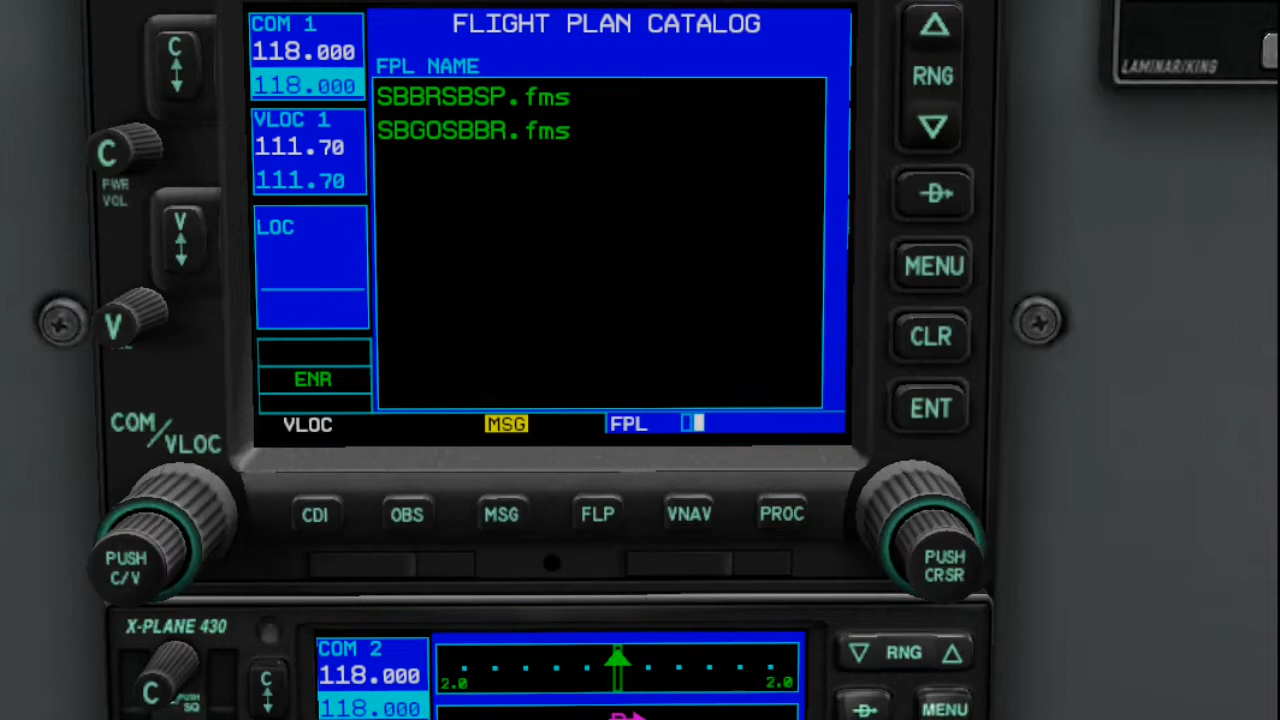 C
C
PWR
VOL
V
V
COM/VLOC
PUSH
C/V
COM 1
118.000
118.000
VLOC 1
111.70
111.70
LOC
ENR
VLOC
MSG
FPL
FLIGHT PLAN CATALOG
FPL NAME
SBBRSBSP.fms
SBGOSBBR.fms
RNG
D
MENU
CLR
ENT
LAMINAR/KING
CDI
OBS
MSG
FLP
VNAV
PROC
PUSH
CRSR
X-PLANE 430
C
PUSH
SQ
C
COM 2
118.000
118.000
2.0
2.0
RNG
D
MENU